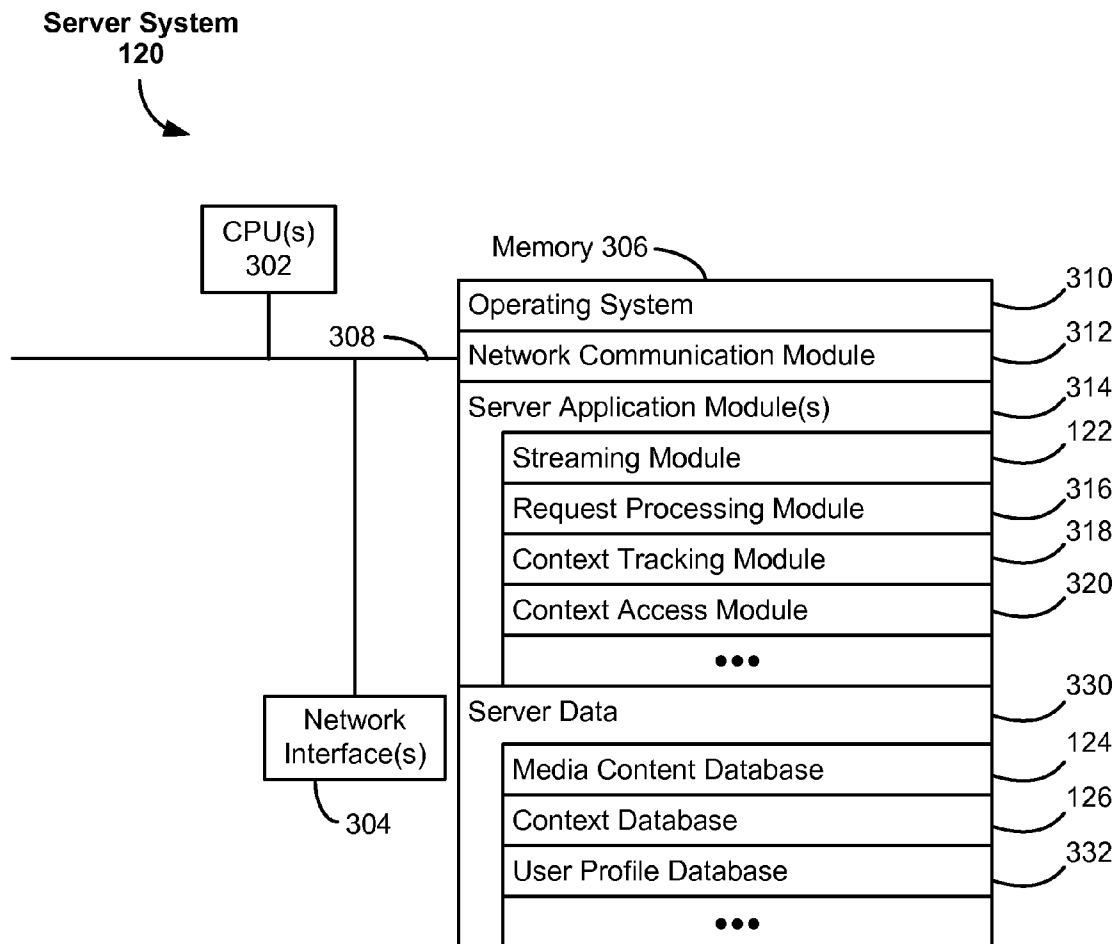 Server System
120
CPU(s)
302
Memory 306
Operating System
310
308
Network Communication Module
312
Server Application Module(s)
314
Streaming Module
122
Request Processing Module
316
Context Tracking Module
318
Context Access Module
320
•••
Network
Interface(s)
304
Server Data
330
Media Content Database
124
Context Database
126
User Profile Database
332
•••